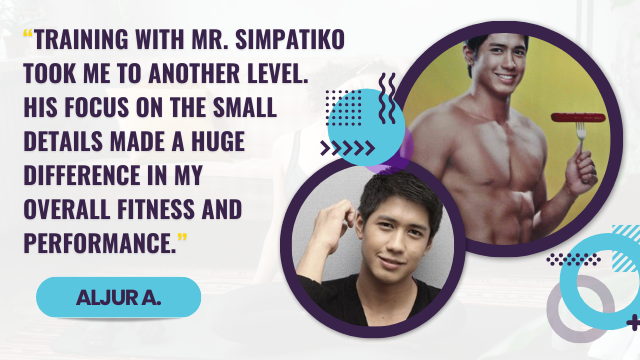 “TRAINING WITH MR. SIMPATIKO
TOOK ME TO ANOTHER LEVEL.
HIS FOCUS ON THE SMALL
DETAILS MADE A HUGE
DIFFERENCE IN MY
OVERALL FITNESS AND
PERFORMANCE.”
ALJUR A.